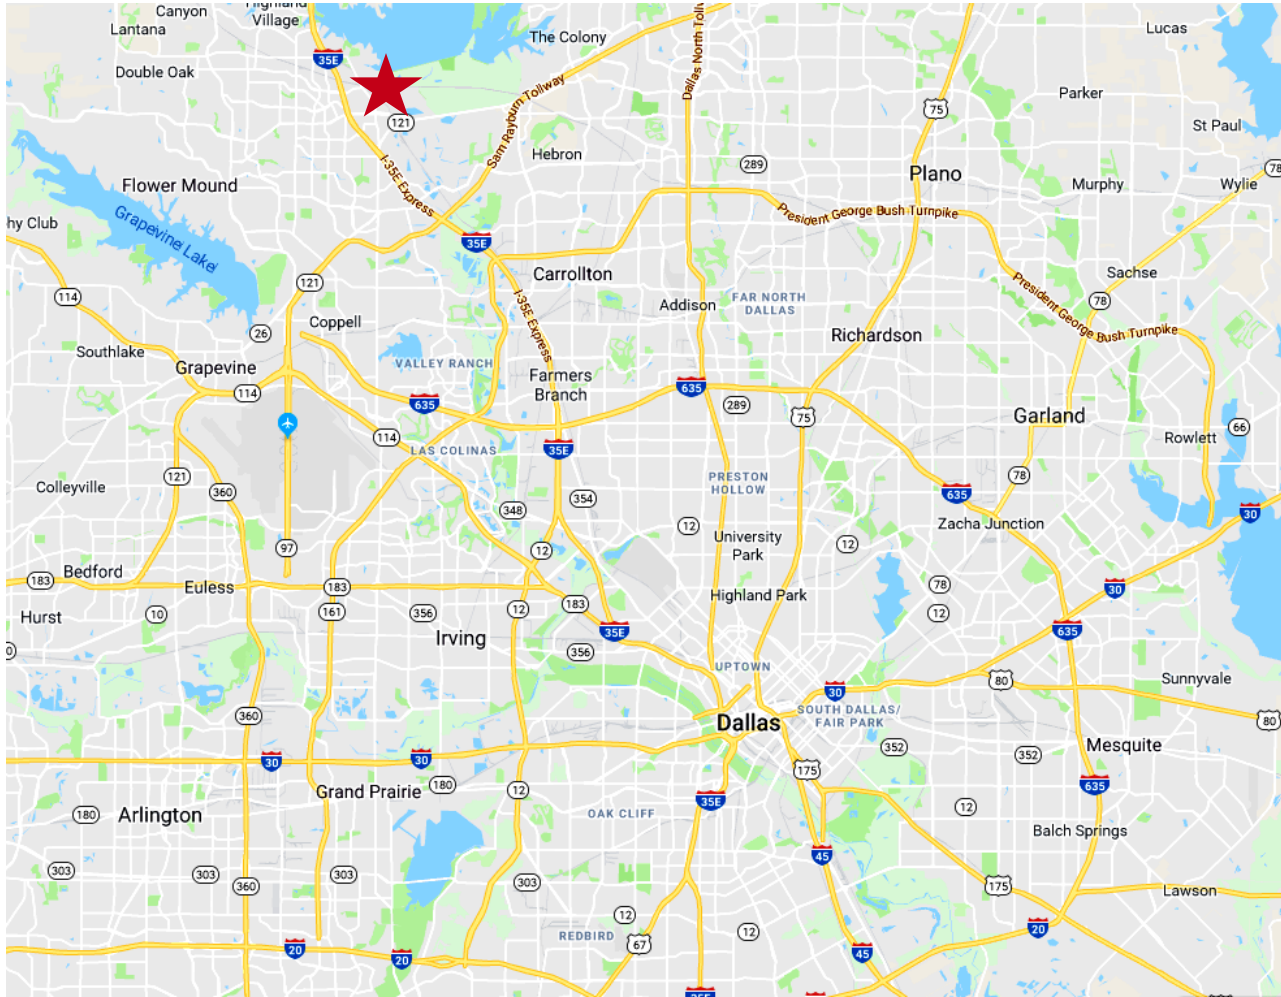 Canyon
Highland
Village
Lantana
The Colony
Lucas
35E
Double Oak
Dallas North Toll
Sam Rayburn Tollway
Parker
75
121
St Paul
Hebron
289
I-35E Express
Plano
78
Flower Mound
Murphy
Wylie
Grapevine Lake
President George Bush Turnpike
hy Club
35E
Carrollton
Sachse
121
President George Bush Turnpike
114
78
I-35E Express
FAR NORTH
DALLAS
Addison
26
Coppell
Richardson
Southlake
VALLEY RANCH
Grapevine
Farmers
Branch
635
114
635
289
75
Garland
66
114
Rowlett
LAS COLINAS
35E
121
78
Colleyville
360
PRESTON
HOLLOW
635
348
354
30
12
Zacha Junction
University
Park
12
97
12
Bedford
183
Euless
183
78
30
Highland Park
Hurst
10
161
356
12
183
12
35E
635
Irving
0
356
UPTOWN
80
Sunnyvale
30
360
SOUTH DALLAS/
FAIR PARK
80
Dallas
352
352
Mesquite
30
30
175
Grand Prairie
180
12
635
35E
Arlington
180
OAK CLIFF
12
Balch Springs
45
303
303
303
360
303
175
Lawson
12
REDBIRD
67
12
20
20
20
45
35E